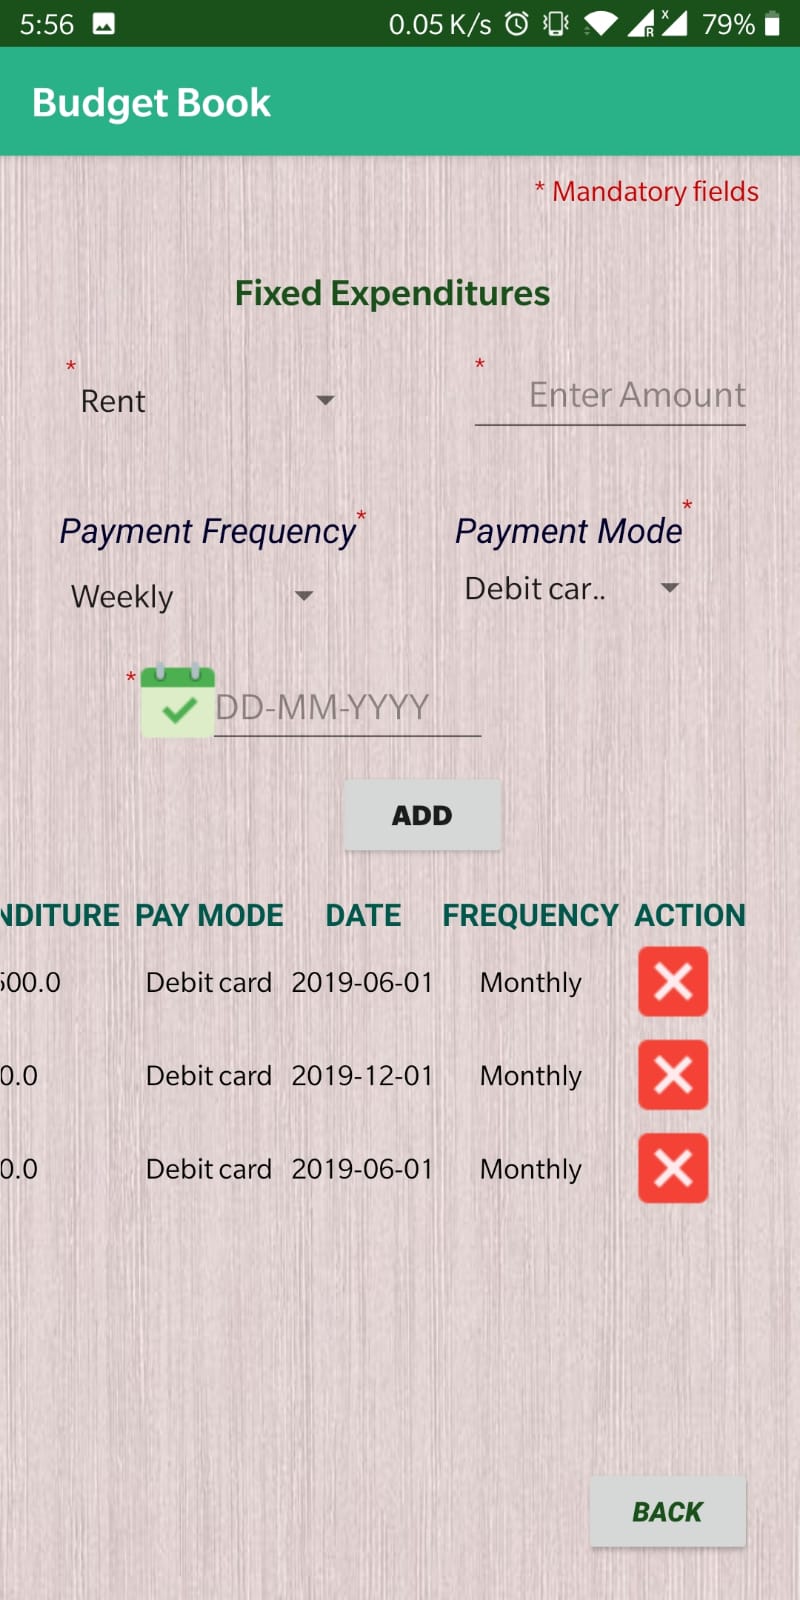 5:56 0.05 K/s R x 79%
Budget Book
* Mandatory fields
Fixed Expenditures
* *
Rent Enter Amount
Payment Frequency* Payment Mode*
Weekly Debit car..
* DD-MM-YYYY
ADD
NDITURE PAY MODE DATE FREQUENCY ACTION
500.0 Debit card 2019-06-01 Monthly
0.0 Debit card 2019-12-01 Monthly
0.0 Debit card 2019-06-01 Monthly
BACK